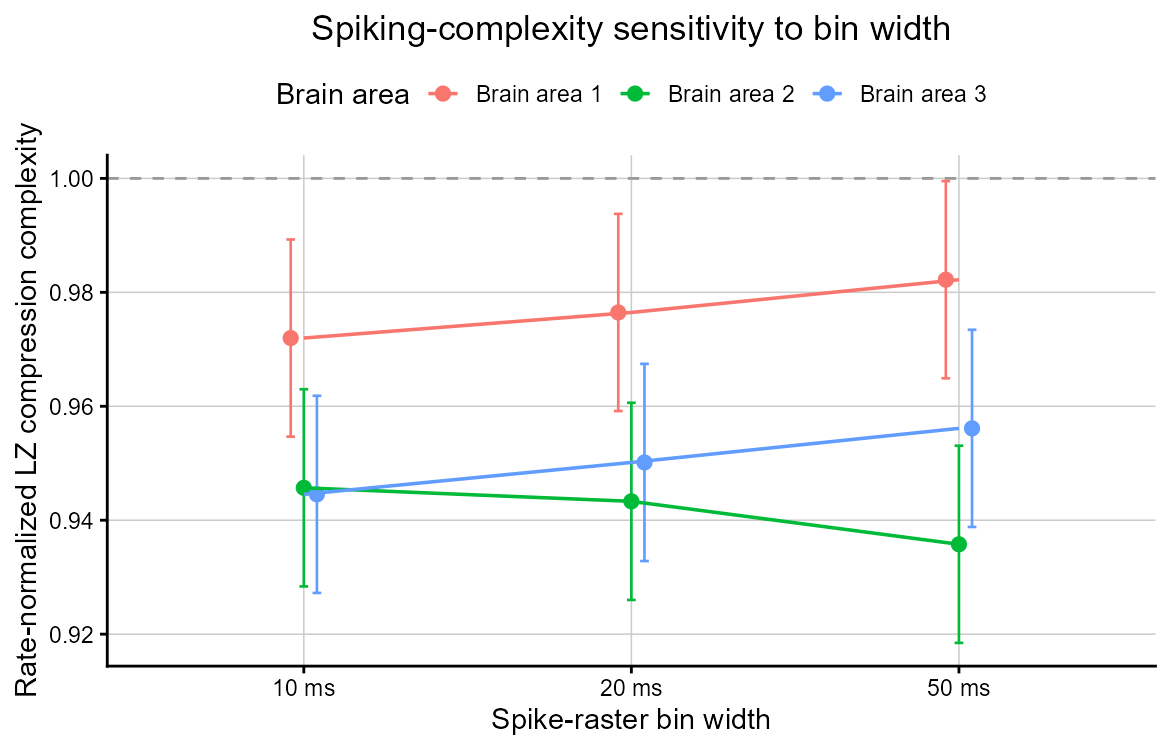 Spiking-complexity sensitivity to bin width
Brain area
Brain area 1
Brain area 2
Brain area 3
Rate-normalized LZ compression complexity
1.00
0.98
0.96
0.94
0.92
10 ms
20 ms
50 ms
Spike-raster bin width